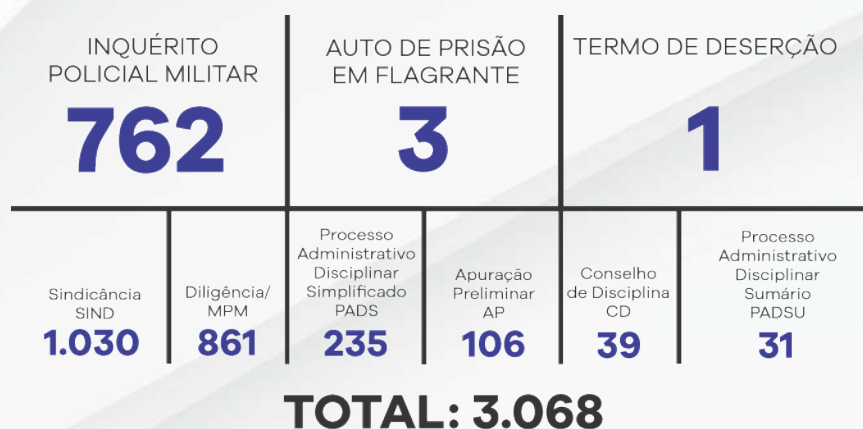 INQUÉRITO
POLICIAL MILITAR
762
AUTO DE PRISÃO
EM FLAGRANTE
3
TERMO DE DESERÇÃO
1
Sindicância
SIND
1.030
Diligência/
MPM
861
Processo
Administrativo
Disciplinar
Simplificado
PADS
235
Apuração
Preliminar
AP
106
Conselho
de Disciplina
CD
39
Processo
Administrativo
Disciplinar
Sumário
PADSU
31
TOTAL: 3.068